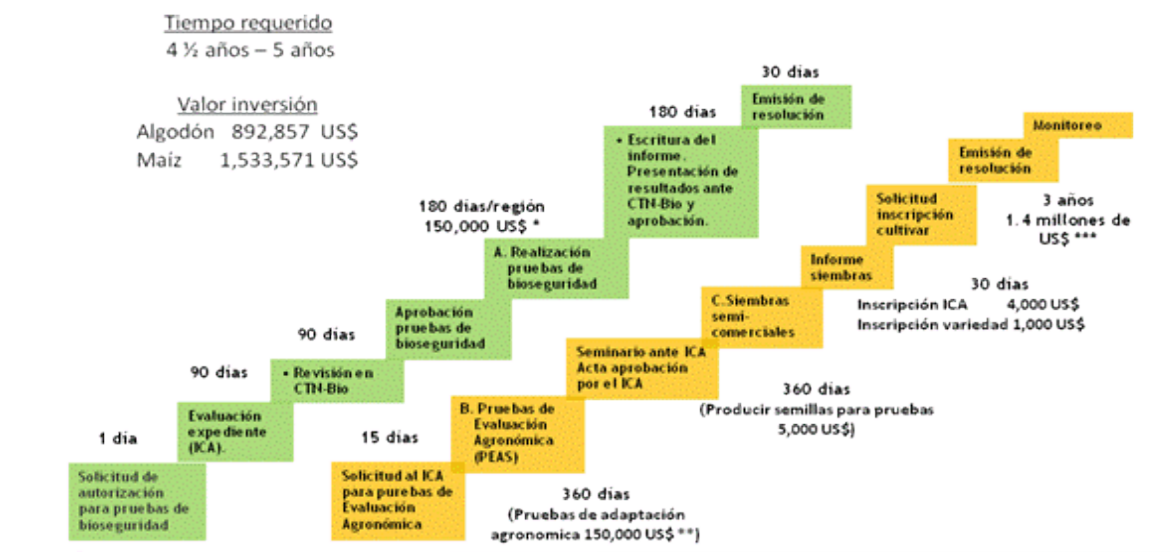 Tiempo requerido
4 ½ años – 5 años
Valor inversión
Algodón 892,857 US$
Maíz 1,533,571 US$
1 día
Solicitud de
autorización
para pruebas de
bioseguridad
90 días
Evaluación
expediente
(ICA).
90 días
• Revisión en
CTN-Bio
Aprobación
pruebas de
bioseguridad
180 días/región
150,000 US$ *
A. Realización
pruebas de
bioseguridad
180 días
• Escritura del
informe.
Presentación de
resultados ante
CTN-Bio y
aprobación.
30 días
Emisión de
resolución
15 días
Solicitud al ICA
para purebas de
Evaluación
Agronómica
B. Pruebas de
Evaluación
Agronómica
(PEAS)
360 días
(Pruebas de adaptación
agronomica 150,000 US$ **)
Seminario ante ICA
Acta aprobación
por el ICA
C.Siembras
semi-
comerciales
360 días
(Producir semillas para pruebas
5,000 US$)
Informe
siembras
Solicitud
inscripción
cultivar
30 días
Inscripción ICA 4,000 US$
Inscripción variedad 1,000 US$
Emisión de
resolución
Monitoreo
3 años
1.4 millones de
US$ ***